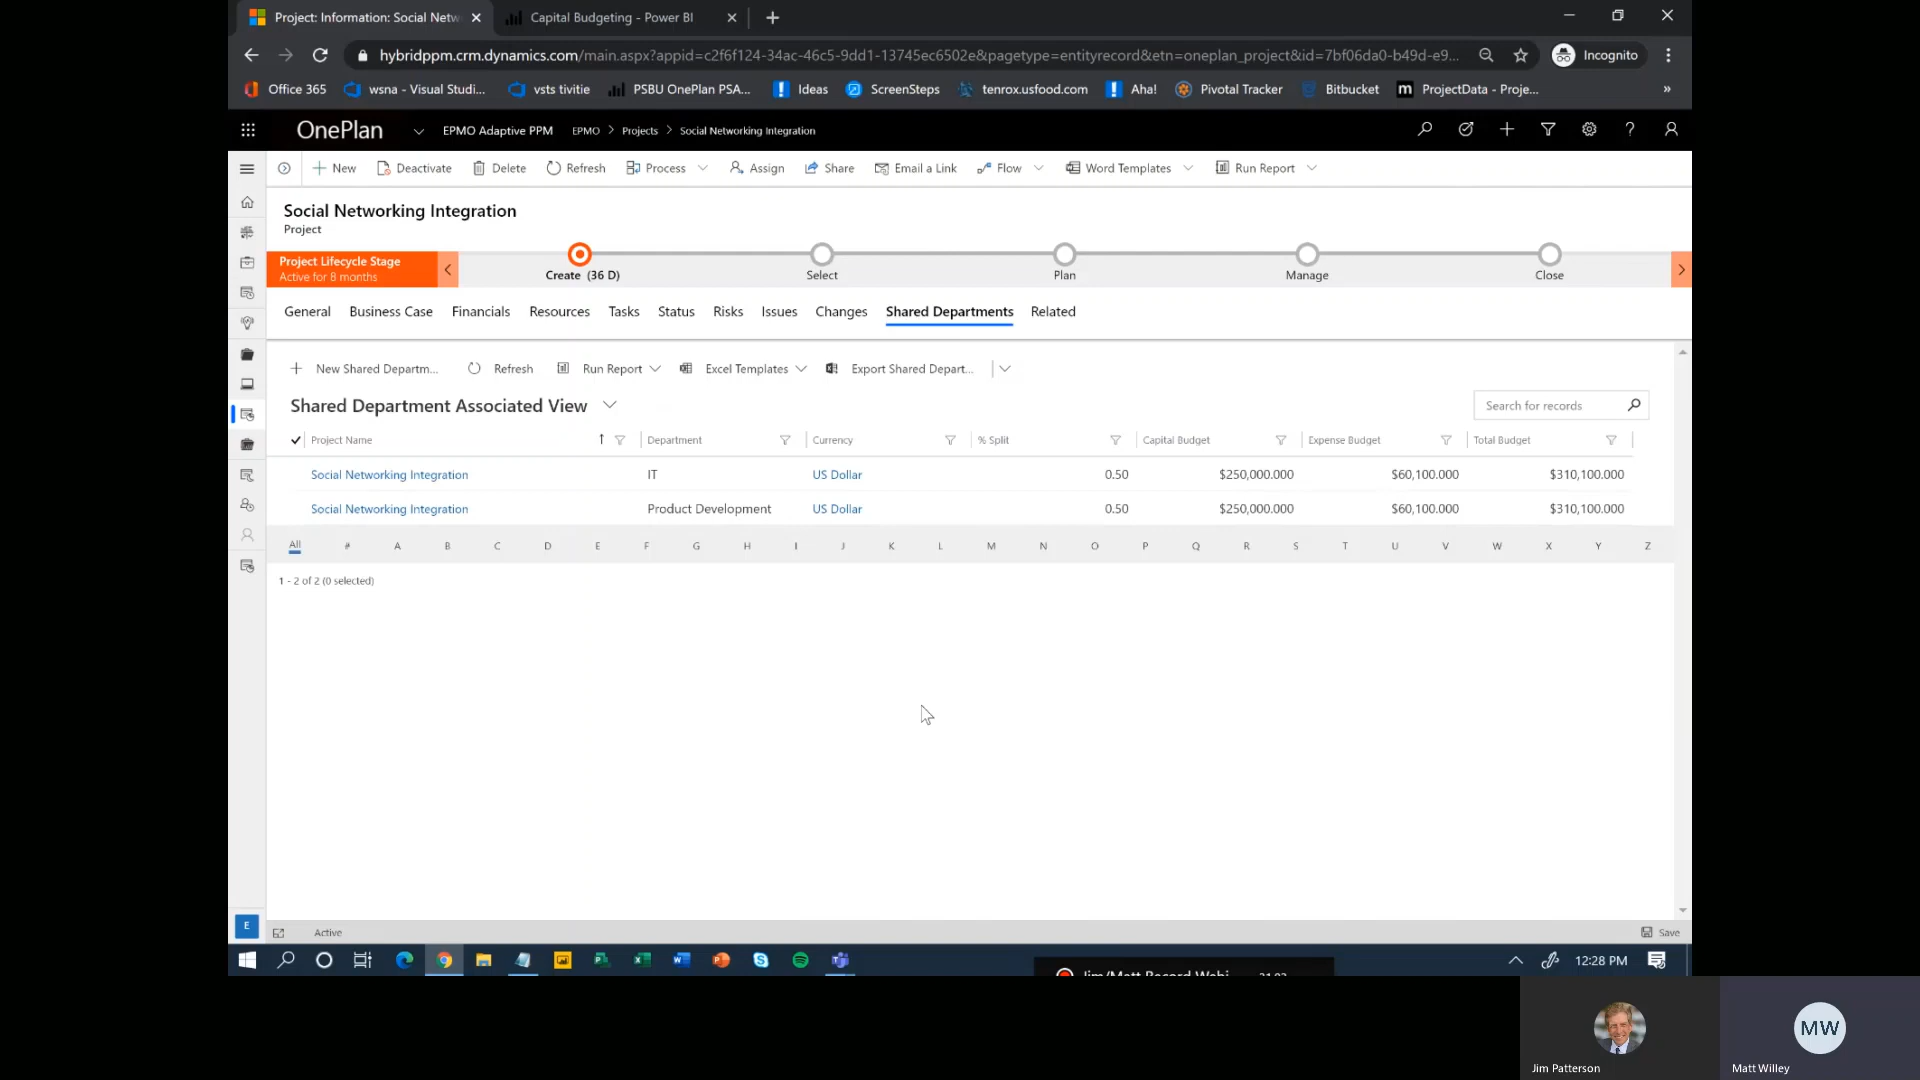 Project: Information: Social Netw
Capital Budgeting - Power BI
hybridppm.crm.dynamics.com/main.aspx?appid=c2f6f124-34ac-46c5-9dd1-13745ec6502e&pagetype=entityrecord&etn=oneplan_project&id=7bf06da0-b49d-e9...
Incognito
Office 365
wsna - Visual Studi...
vsts tivitie
PSBU OnePlan PSA...
Ideas
ScreenSteps
tenrox.usfood.com
Aha!
Pivotal Tracker
Bitbucket
ProjectData - Proje...
OnePlan
EPMO Adaptive PPM
EPMO > Projects > Social Networking Integration
New
Deactivate
Delete
Refresh
Process
Assign
Share
Email a Link
Flow
Word Templates
Run Report
Social Networking Integration
Project
Project Lifecycle Stage
Active for 8 months
Create (36 D)
Select
Plan
Manage
Close
General
Business Case
Financials
Resources
Tasks
Status
Risks
Issues
Changes
Shared Departments
Related
New Shared Departm...
Refresh
Run Report
Excel Templates
Export Shared Depart...
Shared Department Associated View
Search for records
Project Name Department Currency % Split Capital Budget Expense Budget Total Budget
Social Networking Integration IT US Dollar 0.50 $250,000.000 $60,100.000 $310,100.000
Social Networking Integration Product Development US Dollar 0.50 $250,000.000 $60,100.000 $310,100.000
All # A B C D E F G H I J K L M N O P Q R S T U V W X Y Z
1 - 2 of 2 (0 selected)
E
Active
Save
12:28 PM
MW
Jim Patterson
Matt Willey